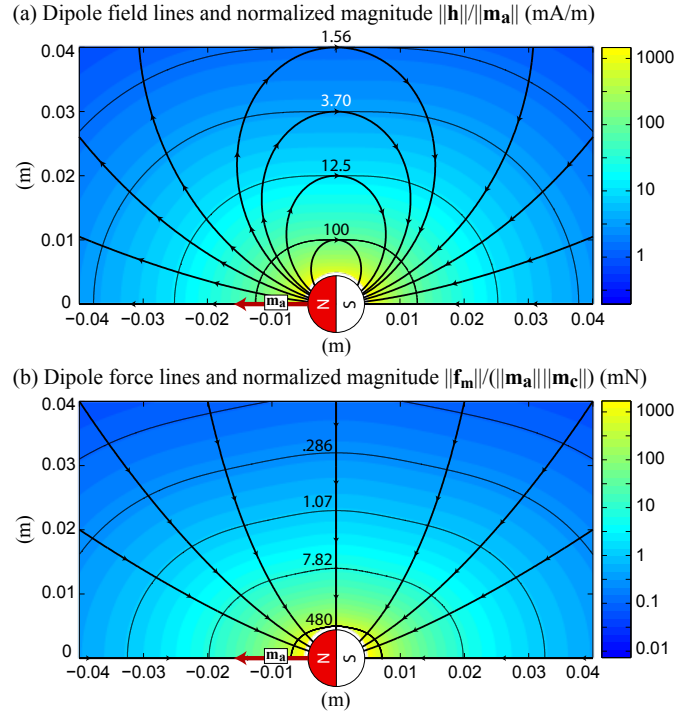 (a) Dipole field lines and normalized magnitude ||h||/||mₐ|| (mA/m)
1.56
0.04
1000
3.70
0.03
100
(m)
0.02
12.5
10
0.01
100
1
N S
mₐ
0
−0.04 −0.03 −0.02 −0.01 0 0.01 0.02 0.03 0.04
(m)
(b) Dipole force lines and normalized magnitude ||fₘ||/(||mₐ||||m_c||) (mN)
0.04
1000
.286
0.03
100
1.07
10
(m)
0.02
1
7.82
0.01
0.1
480
N S
mₐ
0
0.01
−0.04 −0.03 −0.02 −0.01 0 0.01 0.02 0.03 0.04
(m)